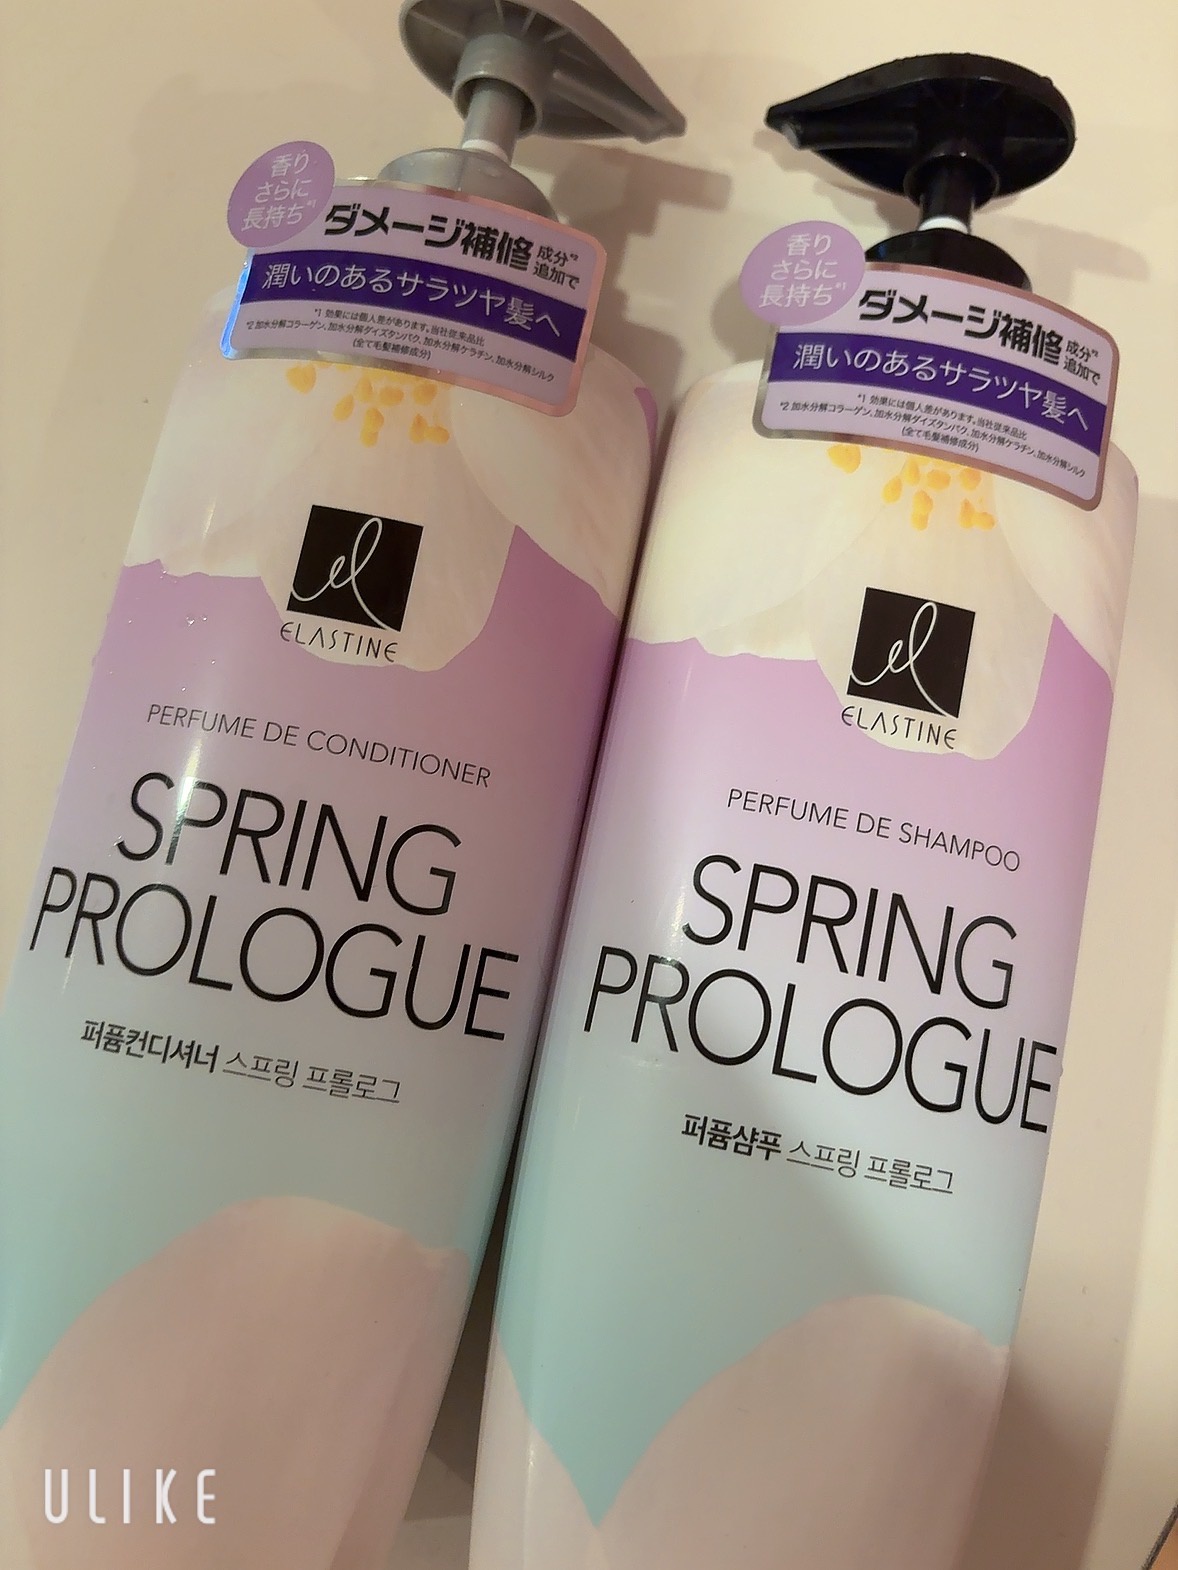 香り
さらに
長持ち*1
ダメージ補修 成分*2
追加で
潤いのあるサラツヤ髪へ
*1 効果には個人差があります。当社従来品比
*2 加水分解コラーゲン、加水分解ダイズタンパク、加水分解ケラチン、加水分解シルク
(全て毛髪補修成分)
el
ELASTINE
PERFUME DE CONDITIONER
SPRING
PROLOGUE
퍼퓸컨디셔너 스프링 프롤로그
香り
さらに
長持ち*1
ダメージ補修 成分*2
追加で
潤いのあるサラツヤ髪へ
*1 効果には個人差があります。当社従来品比
*2 加水分解コラーゲン、加水分解ダイズタンパク、加水分解ケラチン、加水分解シルク
(全て毛髪補修成分)
el
ELASTINE
PERFUME DE SHAMPOO
SPRING
PROLOGUE
퍼퓸샴푸 스프링 프롤로그
ULIKE